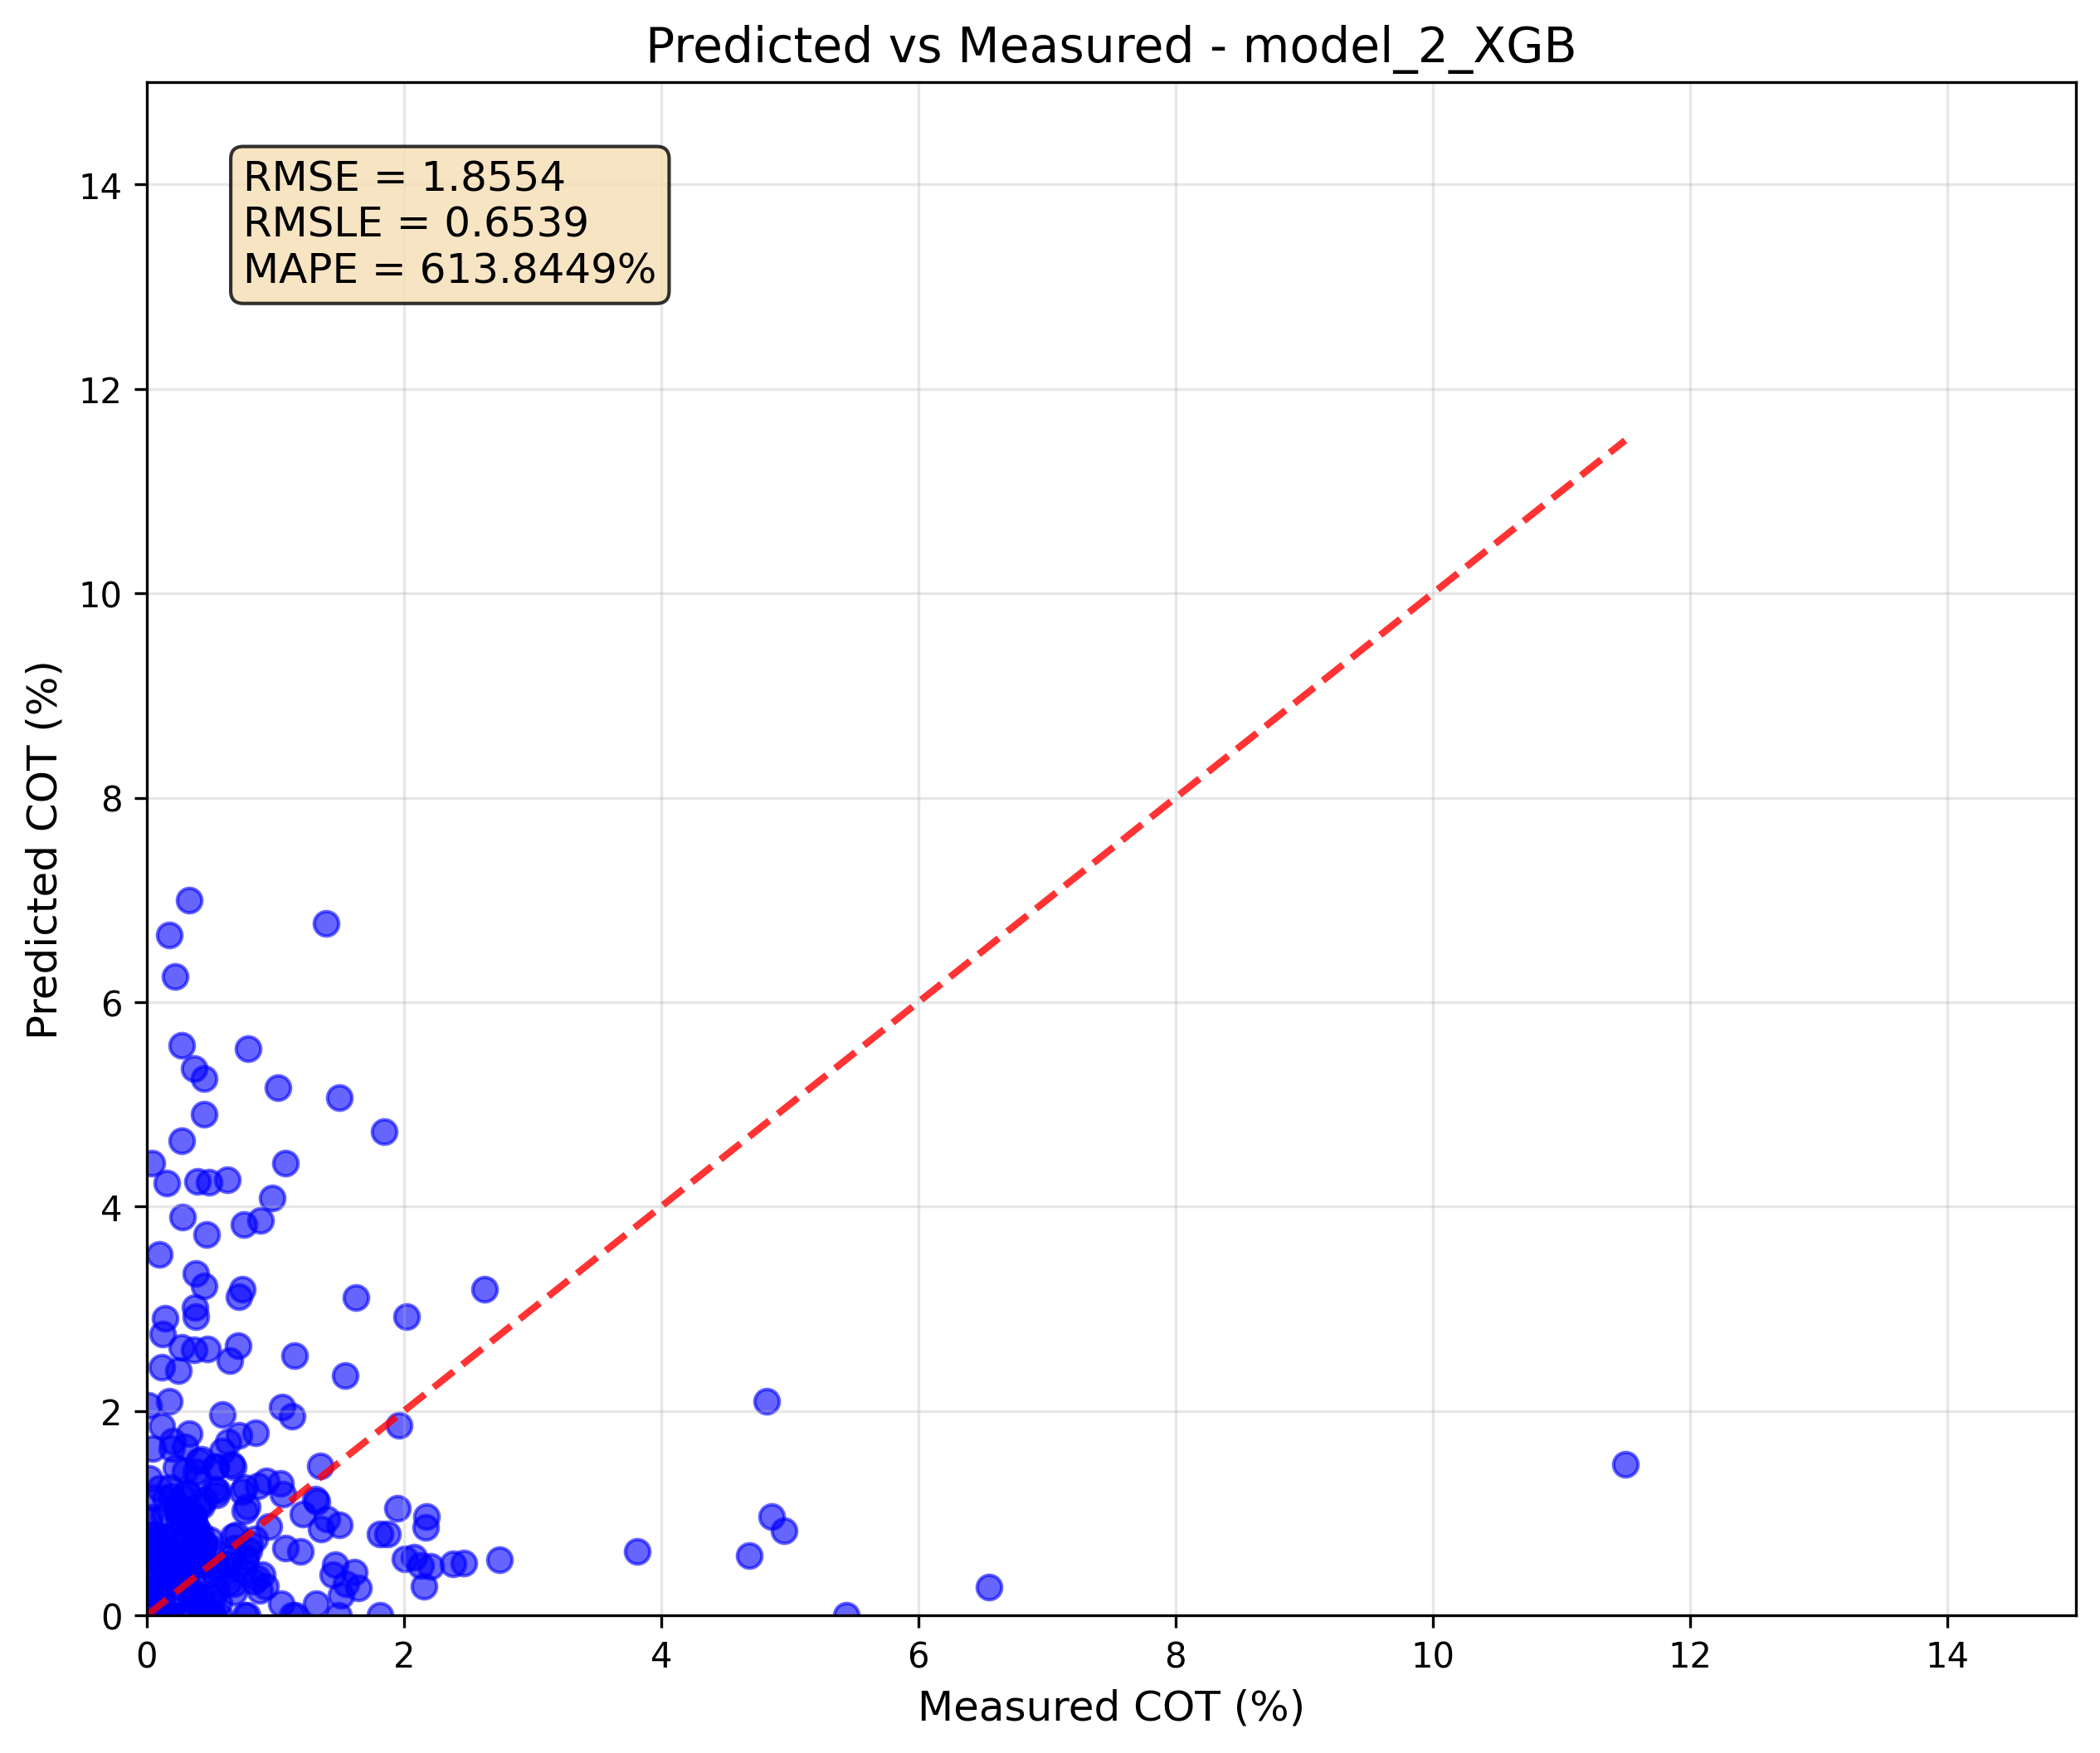 Predicted vs Measured - model_2_XGB
RMSE = 1.8554
RMSLE = 0.6539
MAPE = 613.8449%
Predicted COT (%)
14
12
10
8
6
4
2
0
0 2 4 6 8 10 12 14
Measured COT (%)